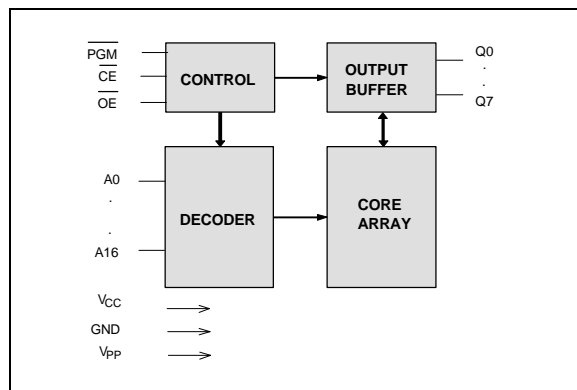 PGM
CE
OE
CONTROL
OUTPUT
BUFFER
Q0
.
.
Q7
A0
.
.
A16
DECODER
CORE
ARRAY
VCC
GND
VPP